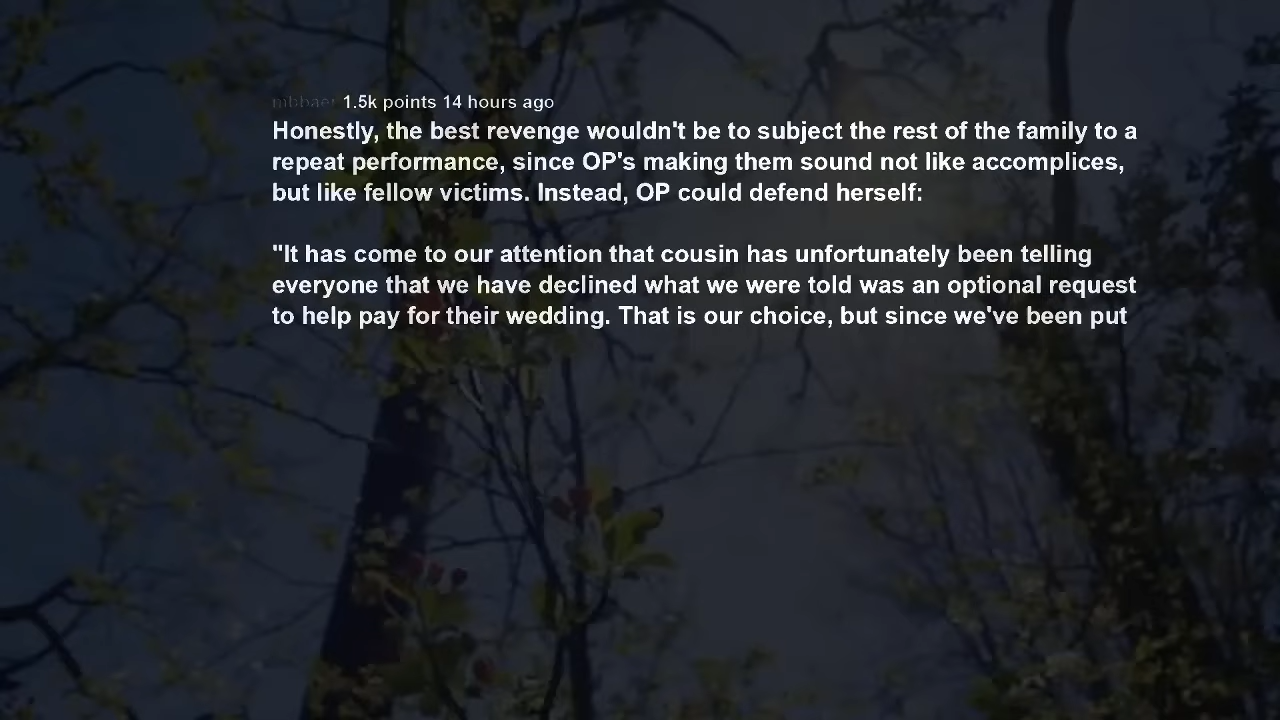 1.5k points 14 hours ago
Honestly, the best revenge wouldn't be to subject the rest of the family to a
repeat performance, since OP's making them sound not like accomplices,
but like fellow victims. Instead, OP could defend herself:
"It has come to our attention that cousin has unfortunately been telling
everyone that we have declined what we were told was an optional request
to help pay for their wedding. That is our choice, but since we've been put